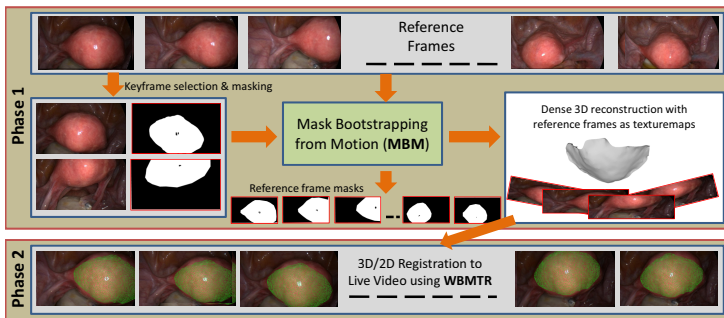 Phase 1
Reference
Frames
Keyframe selection & masking
Mask Bootstrapping
from Motion (MBM)
Dense 3D reconstruction with
reference frames as texturemaps
Reference frame masks
Phase 2
3D/2D Registration to
Live Video using WBMTR